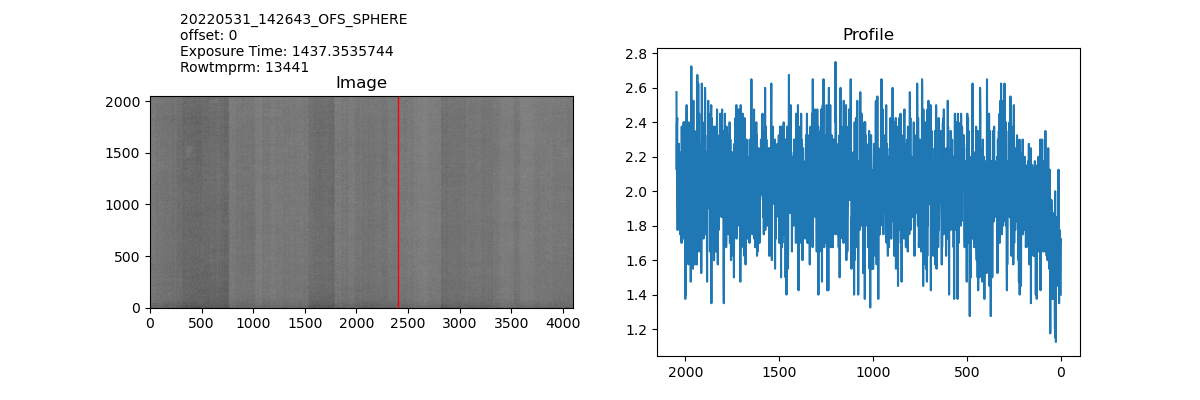 20220531_142643_OFS_SPHERE
offset: 0
Exposure Time: 1437.3535744
Rowtmprm: 13441
Image
2000
1500
1000
500
0
0 500 1000 1500 2000 2500 3000 3500 4000
Profile
2.8
2.6
2.4
2.2
2.0
1.8
1.6
1.4
1.2
2000 1500 1000 500 0